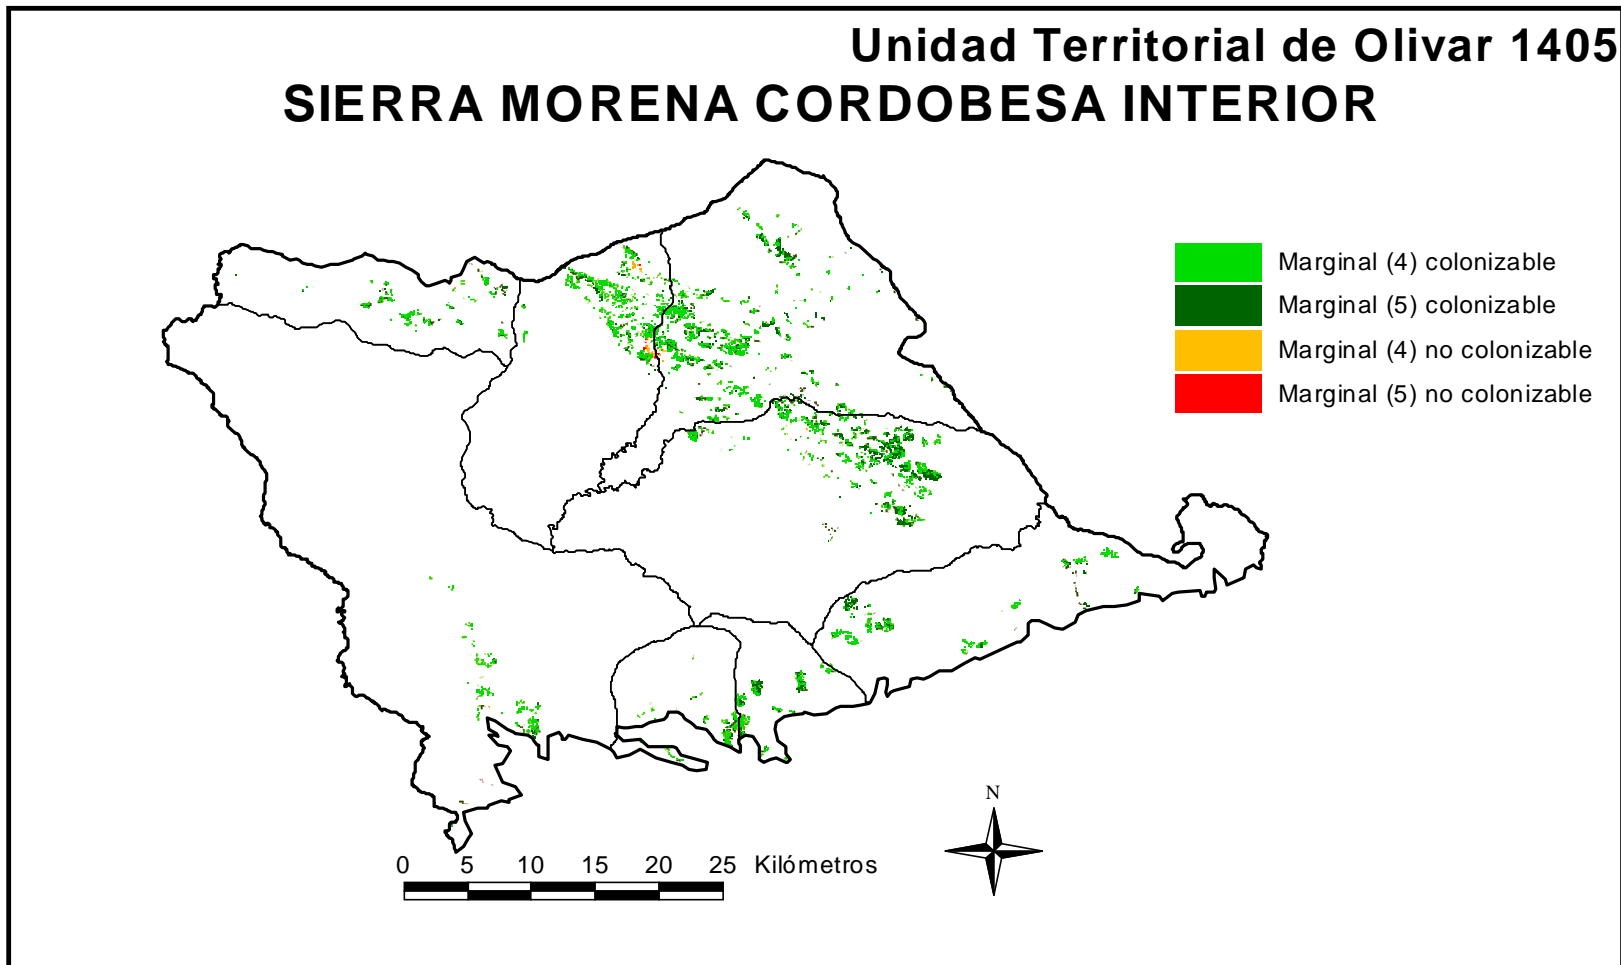 Unidad Territorial de Olivar 1405
SIERRA MORENA CORDOBESA INTERIOR
Marginal (4) colonizable
Marginal (5) colonizable
Marginal (4) no colonizable
Marginal (5) no colonizable
N
0 5 10 15 20 25 Kilómetros